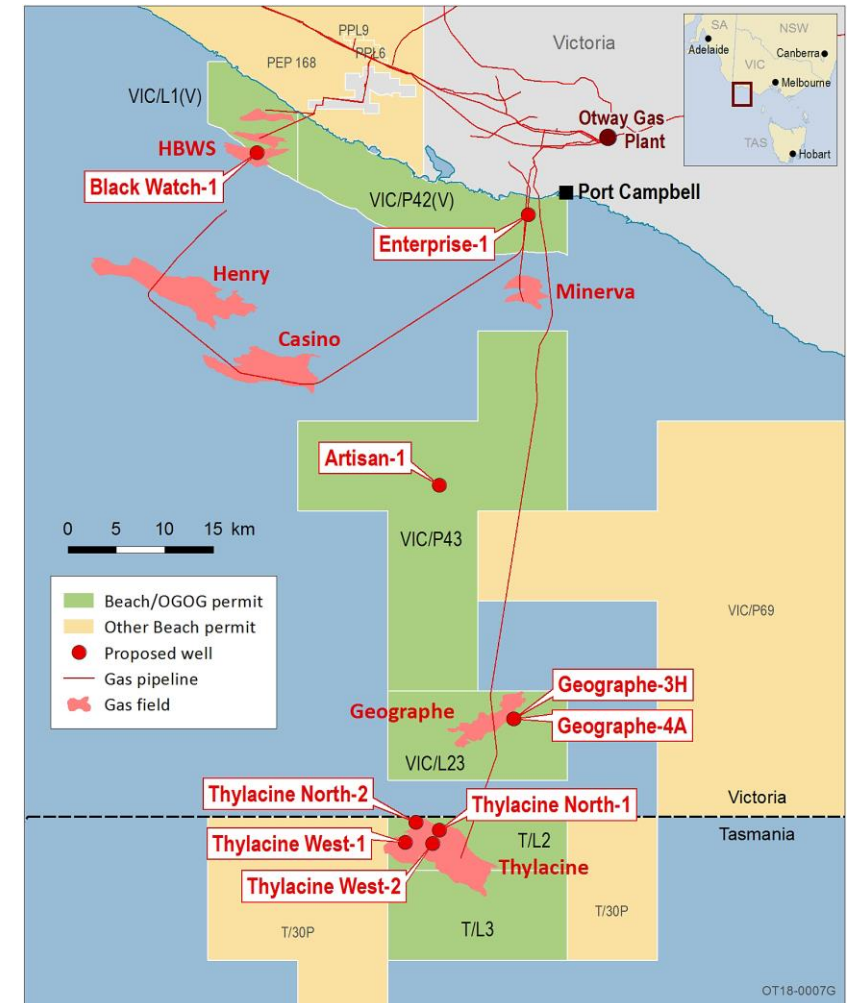 PPL9
PPL6
PEP 168
VIC/L1(V)
Victoria
SA
NSW
Adelaide
Canberra
VIC
Melbourne
TAS
Hobart
Otway Gas
Plant
HBWS
Black Watch-1
VIC/P42(V)
Port Campbell
Enterprise-1
Henry
Minerva
Casino
Artisan-1
0 5 10 15 km
VIC/P43
Beach/OGOG permit
Other Beach permit
Proposed well
Gas pipeline
Gas field
VIC/P69
Geographe-3H
Geographe
Geographe-4A
VIC/L23
Thylacine North-2
Thylacine North-1
Victoria
Tasmania
Thylacine West-1
T/L2
Thylacine
Thylacine West-2
T/30P
T/L3
T/30P
OT18-0007G